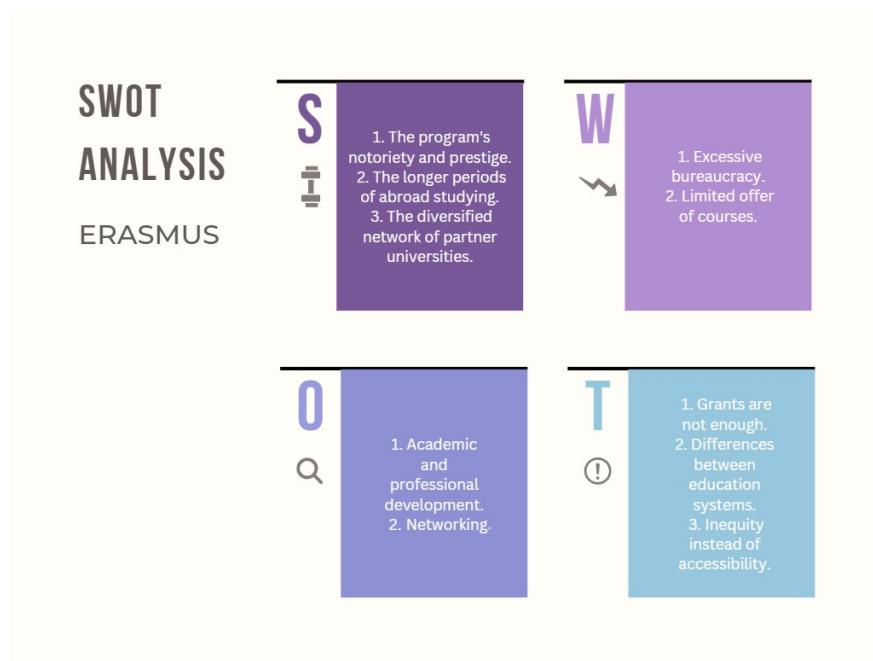 SWOT
ANALYSIS
ERASMUS
S
1. The program's
notoriety and prestige.
2. The longer periods
of abroad studying.
3. The diversified
network of partner
universities.
W
1. Excessive
bureaucracy.
2. Limited offer
of courses.
O
1. Academic
and
professional
development.
2. Networking.
T
1. Grants are
not enough.
2. Differences
between
education
systems.
3. Inequity
instead of
accessibility.